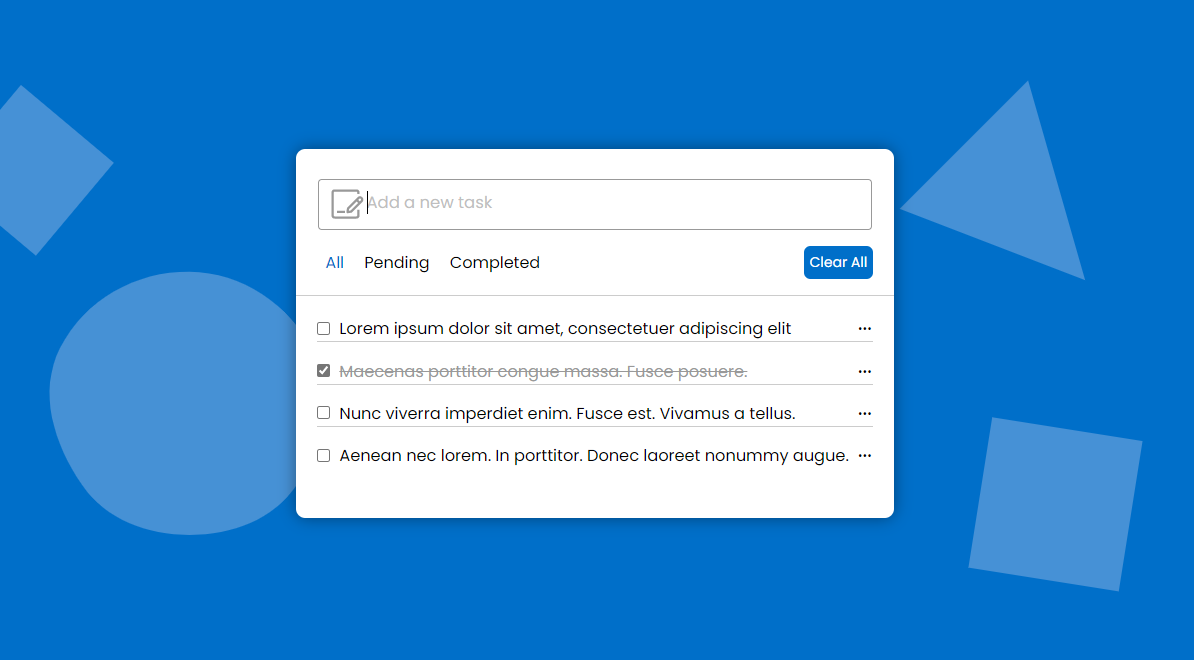 Add a new task
All Pending Completed Clear All
Lorem ipsum dolor sit amet, consectetuer adipiscing elit
Maecenas porttitor congue massa. Fusce posuere.
Nunc viverra imperdiet enim. Fusce est. Vivamus a tellus.
Aenean nec lorem. In porttitor. Donec laoreet nonummy augue.